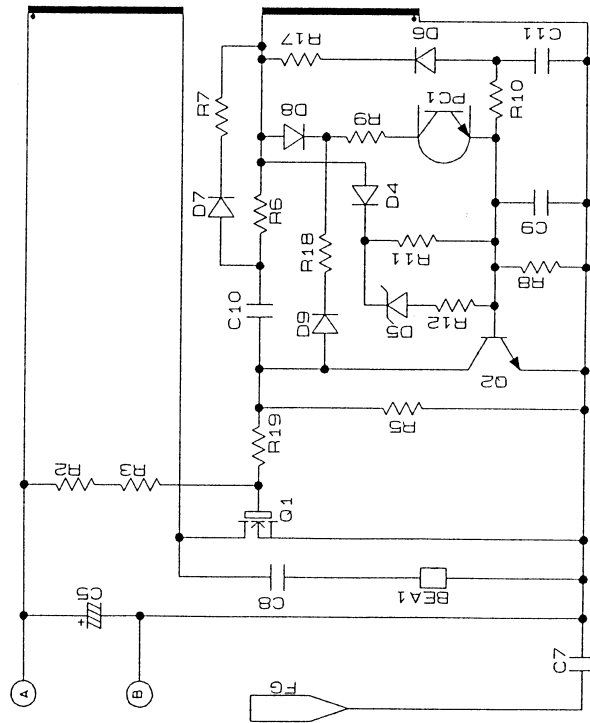 D6
C11
R17
R7
D8
R10
PC1
R9
D7
R6
D4
C9
R18
R11
R8
C10
D5
R12
D9
Q2
R19
R5
R2
R3
Q1
C5
+
C8
BEA1
C7
A
B
FG